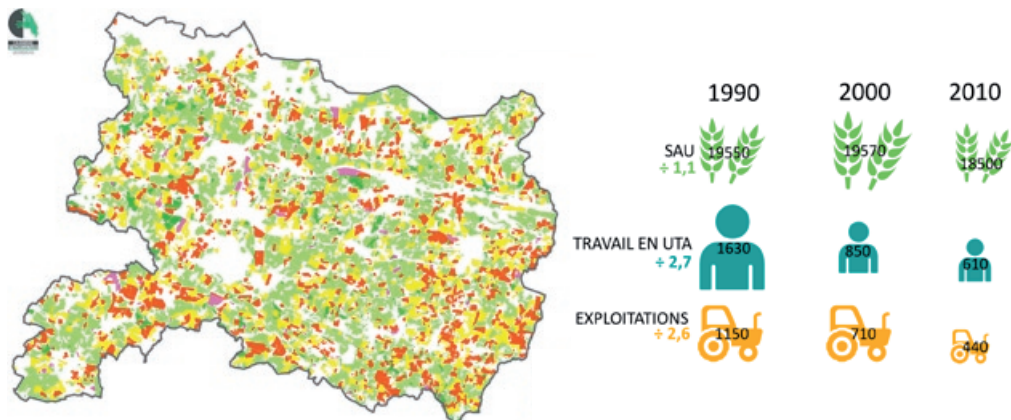 1990 2000 2010
SAU 19550 19570 18500
÷ 1,1
TRAVAIL EN UTA 1630 850 610
÷ 2,7
EXPLOITATIONS 1150 710 440
÷ 2,6